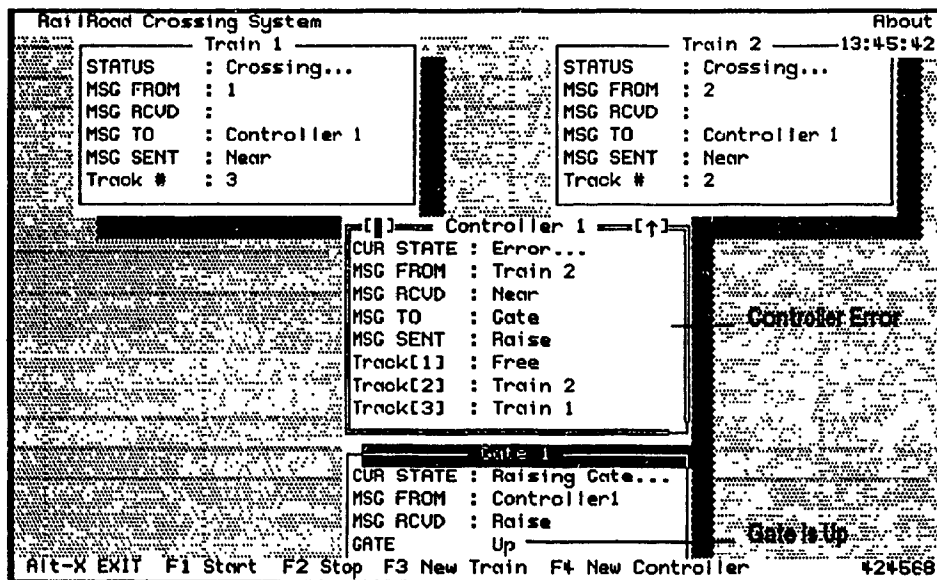 RailRoad Crossing System About
Train 1
STATUS : Crossing...
MSG FROM : 1
MSG RCVD :
MSG TO : Controller 1
MSG SENT : Near
Track # : 3
Train 2 13:45:42
STATUS : Crossing...
MSG FROM : 2
MSG RCVD :
MSG TO : Controller 1
MSG SENT : Near
Track # : 2
Controller 1 [↑]
CUR STATE : Error...
MSG FROM : Train 2
MSG RCVD : Near
MSG TO : Gate
MSG SENT : Raise
Track[1] : Free
Track[2] : Train 2
Track[3] : Train 1
Controller Error
Gate 1
CUR STATE : Raising Gate...
MSG FROM : Controller1
MSG RCVD : Raise
GATE Up
Gate is Up
Alt-X EXIT F1 Start F2 Stop F3 New Train F4 New Controller 424568